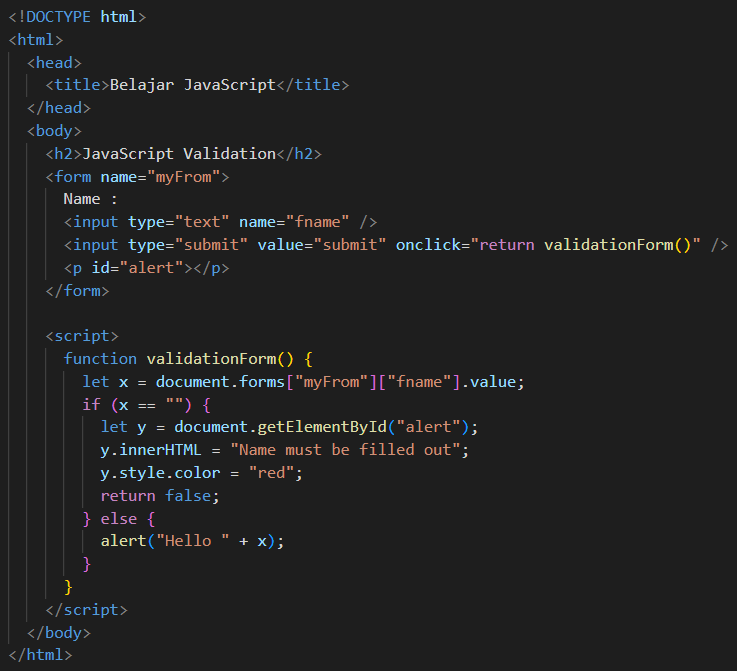 <!DOCTYPE html>
<html>
  <head>
    <title>Belajar JavaScript</title>
  </head>
  <body>
    <h2>JavaScript Validation</h2>
    <form name="myFrom">
      Name :
      <input type="text" name="fname" />
      <input type="submit" value="submit" onclick="return validationForm()" />
      <p id="alert"></p>
    </form>

    <script>
      function validationForm() {
        let x = document.forms["myFrom"]["fname"].value;
        if (x == "") {
          let y = document.getElementById("alert");
          y.innerHTML = "Name must be filled out";
          y.style.color = "red";
          return false;
        } else {
          alert("Hello " + x);
        }
      }
    </script>
  </body>
</html>